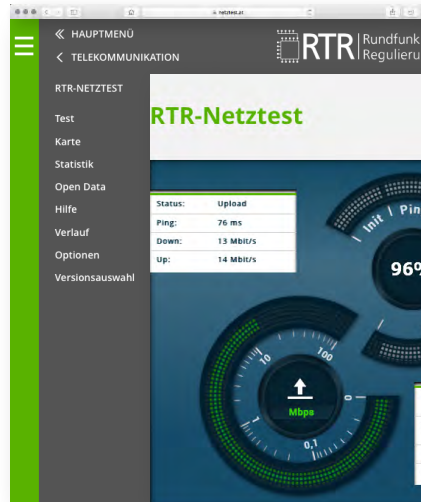 netztest.at
HAUPTMENÜ
TELEKOMMUNIKATION
RTR Rundfunk
Regulieru
RTR-NETZTEST
Test
Karte
Statistik
Open Data
Hilfe
Verlauf
Optionen
Versionsauswahl
RTR-Netztest
Status: Upload
Ping: 76 ms
Down: 13 Mbit/s
Up: 14 Mbit/s
Init Pin
96%
10
100
1
0,1
0
Mbps